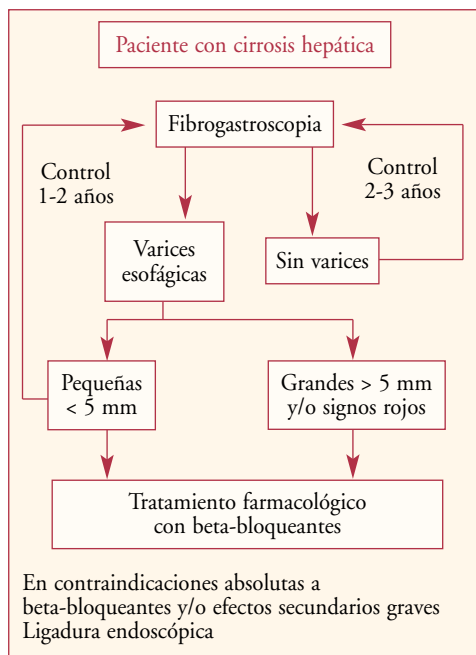 Paciente con cirrosis hepática
Fibrogastroscopia
Control
1-2 años
Control
2-3 años
Varices
esofágicas
Sin varices
Pequeñas
< 5 mm
Grandes > 5 mm
y/o signos rojos
Tratamiento farmacológico
con beta-bloqueantes
En contraindicaciones absolutas a
beta-bloqueantes y/o efectos secundarios graves
Ligadura endoscópica